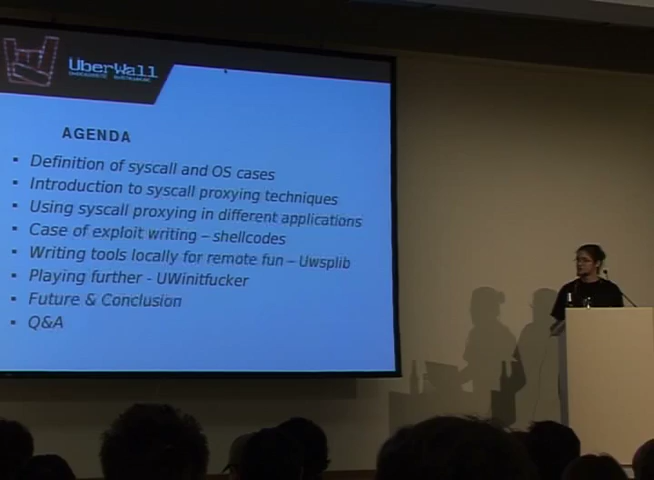 UberWall
AGENDA
▪ Definition of syscall and OS cases
▪ Introduction to syscall proxying techniques
▪ Using syscall proxying in different applications
▪ Case of exploit writing – shellcodes
▪ Writing tools locally for remote fun – Uwsplib
▪ Playing further - UWinitfucker
▪ Future & Conclusion
▪ Q&A